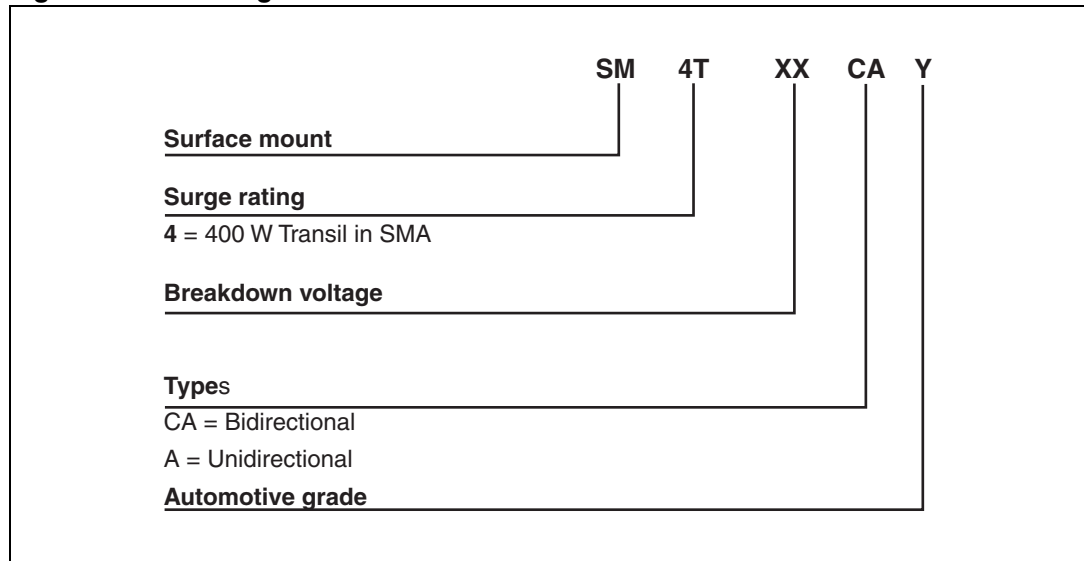 SM 4T XX CA Y
Surface mount
Surge rating
4 = 400 W Transil in SMA
Breakdown voltage
Types
CA = Bidirectional
A = Unidirectional
Automotive grade